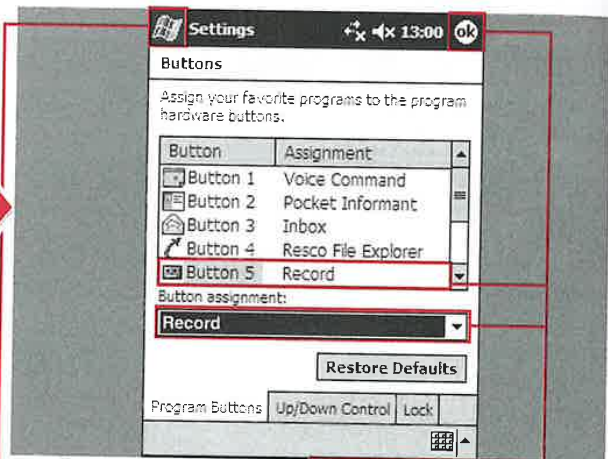 Settings 13:00 ok
Buttons
Assign your favorite programs to the program
hardware buttons.
Button Assignment
Button 1 Voice Command
Button 2 Pocket Informant
Button 3 Inbox
Button 4 Resco File Explorer
Button 5 Record
Button assignment:
Record
Restore Defaults
Program Buttons Up/Down Control Lock